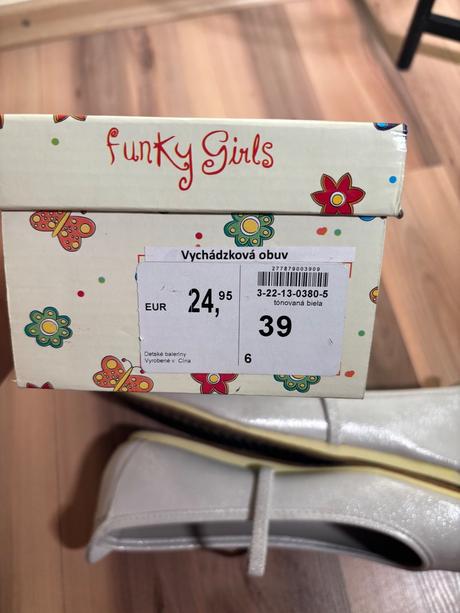 funky Girls
Vychádzková obuv
277879003909
EUR 24,95
3-22-13-0380-5
tónovaná biela
39
Detské baleríny
Vyrobené v: Čína
6